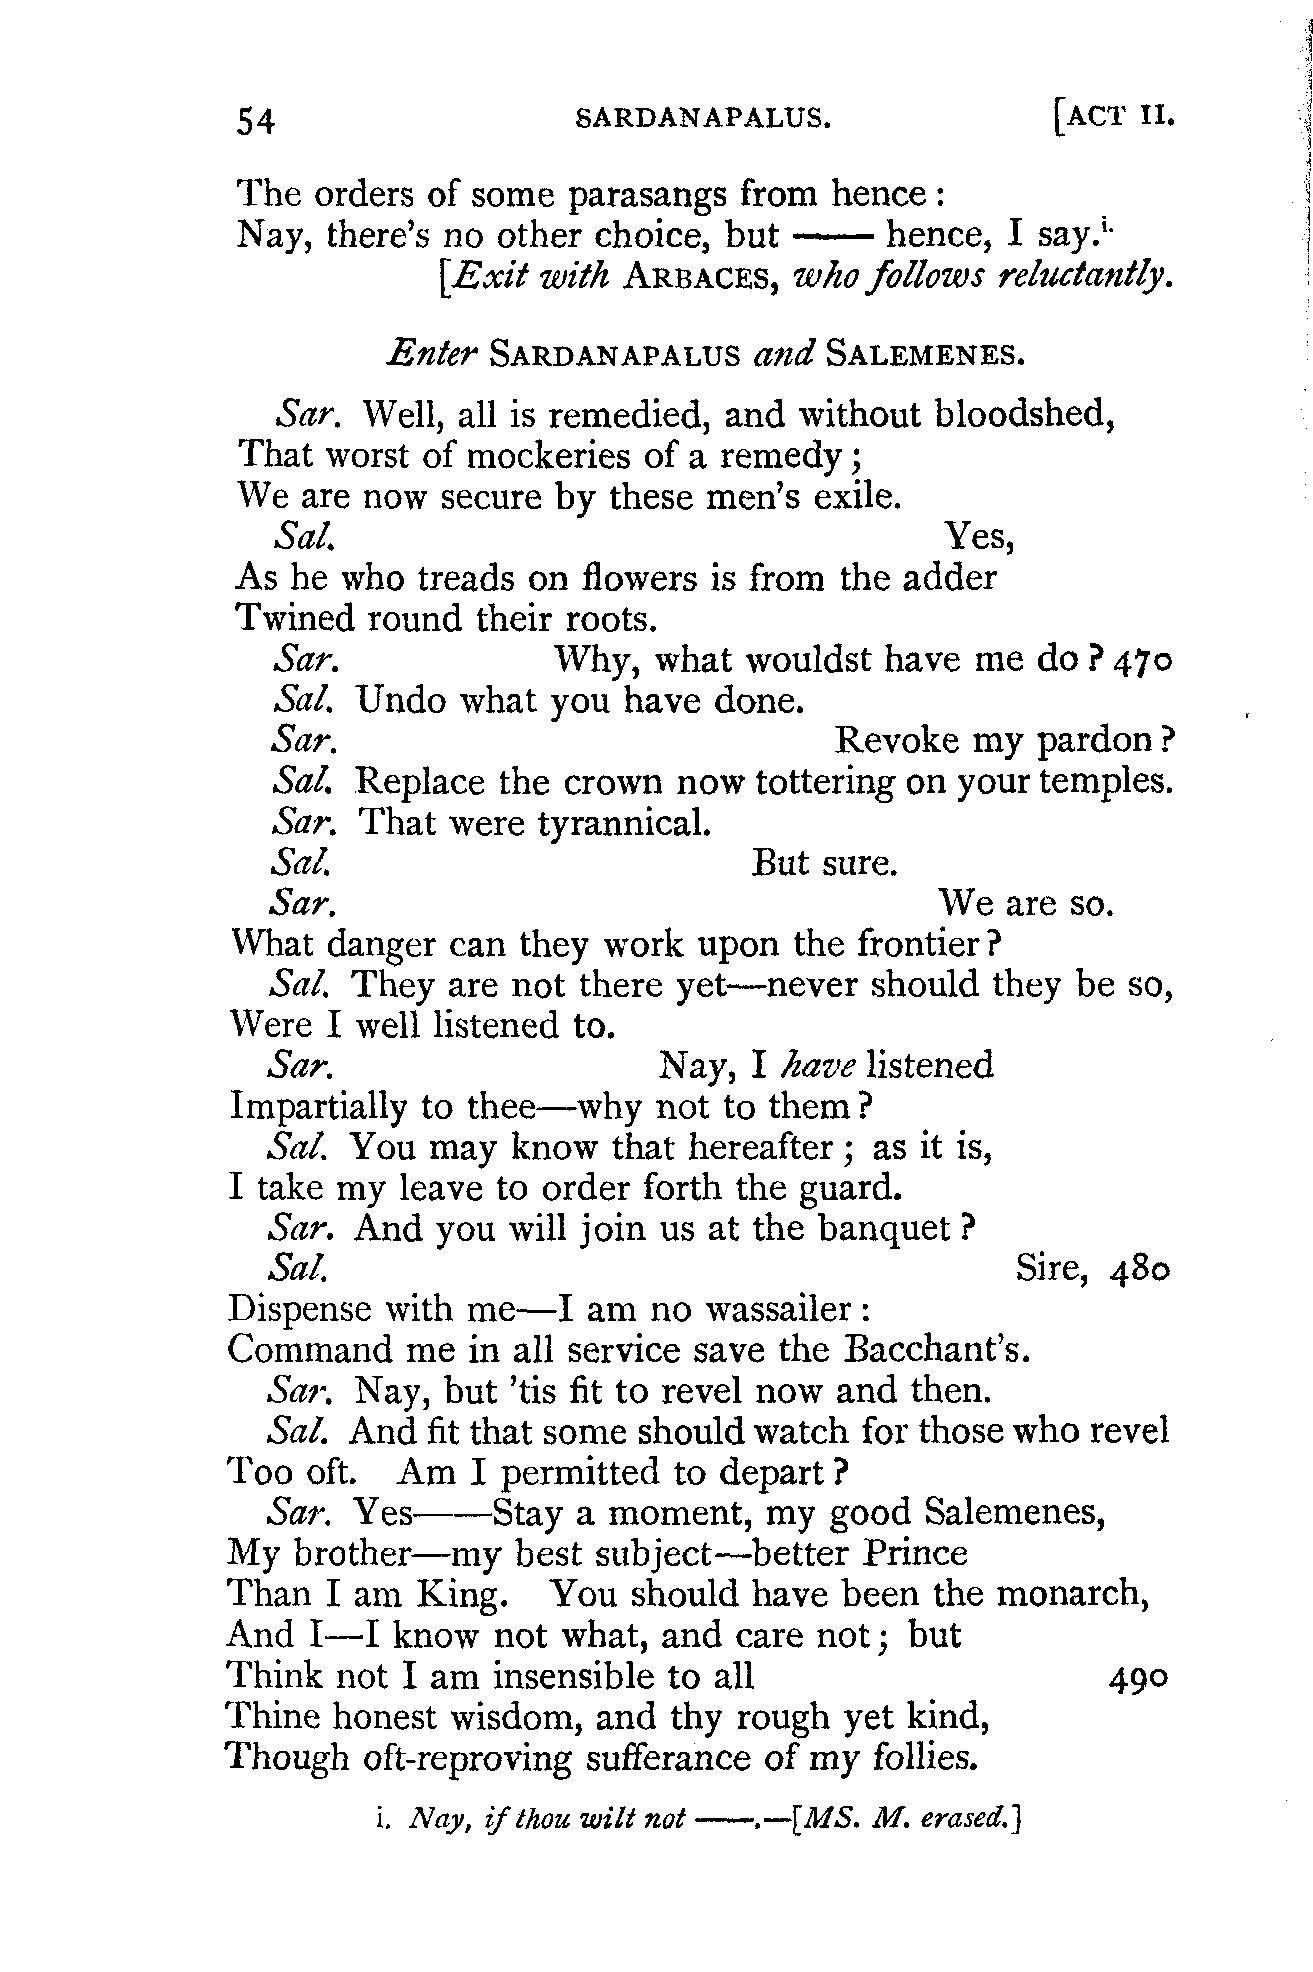 54 SARDANAPALUS. [ACT II.
The orders of some parasangs from hence :
Nay, there's no other choice, but —— hence, I say.i.
[Exit with ARBACES, who follows reluctantly.
Enter SARDANAPALUS and SALEMENES.
Sar. Well, all is remedied, and without bloodshed,
That worst of mockeries of a remedy ;
We are now secure by these men's exile.
Sal. Yes,
As he who treads on flowers is from the adder
Twined round their roots.
Sar. Why, what wouldst have me do ? 470
Sal. Undo what you have done.
Sar. Revoke my pardon ?
Sal. Replace the crown now tottering on your temples.
Sar. That were tyrannical.
Sal. But sure.
Sar. We are so.
What danger can they work upon the frontier ?
Sal. They are not there yet—never should they be so,
Were I well listened to.
Sar. Nay, I have listened
Impartially to thee—why not to them ?
Sal. You may know that hereafter ; as it is,
I take my leave to order forth the guard.
Sar. And you will join us at the banquet ?
Sal. Sire, 480
Dispense with me—I am no wassailer :
Command me in all service save the Bacchant's.
Sar. Nay, but 'tis fit to revel now and then.
Sal. And fit that some should watch for those who revel
Too oft. Am I permitted to depart ?
Sar. Yes——Stay a moment, my good Salemenes,
My brother—my best subject—better Prince
Than I am King. You should have been the monarch,
And I—I know not what, and care not ; but
Think not I am insensible to all 490
Thine honest wisdom, and thy rough yet kind,
Though oft-reproving sufferance of my follies.
i. Nay, if thou wilt not ——.—[MS. M. erased.]